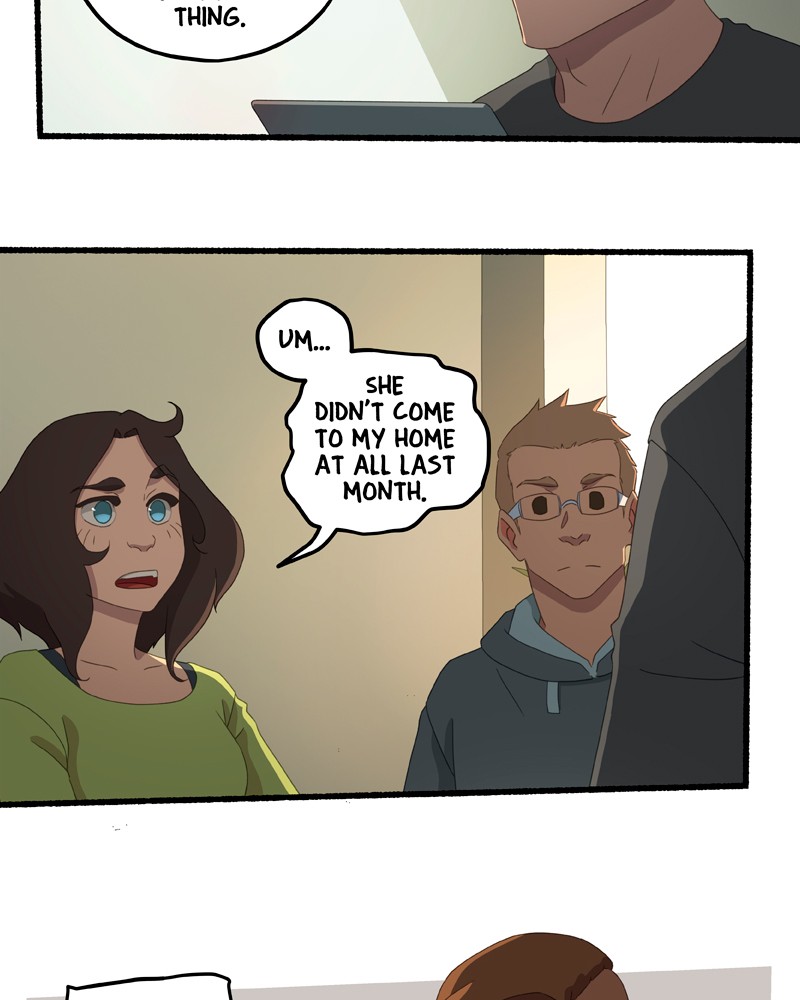 THING.
UM...
SHE
DIDN'T COME
TO MY HOME
AT ALL LAST
MONTH.